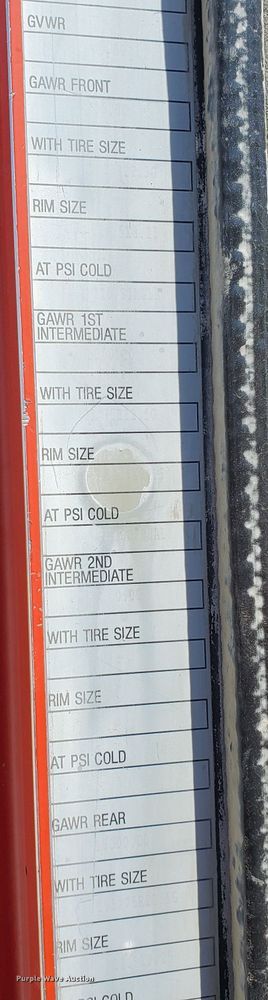 GVWR
GAWR FRONT
WITH TIRE SIZE
RIM SIZE
AT PSI COLD
GAWR 1ST
INTERMEDIATE
WITH TIRE SIZE
RIM SIZE
AT PSI COLD
GAWR 2ND
INTERMEDIATE
WITH TIRE SIZE
RIM SIZE
AT PSI COLD
GAWR REAR
WITH TIRE SIZE
RIM SIZE
PSI COLD
Purple Wave Auction